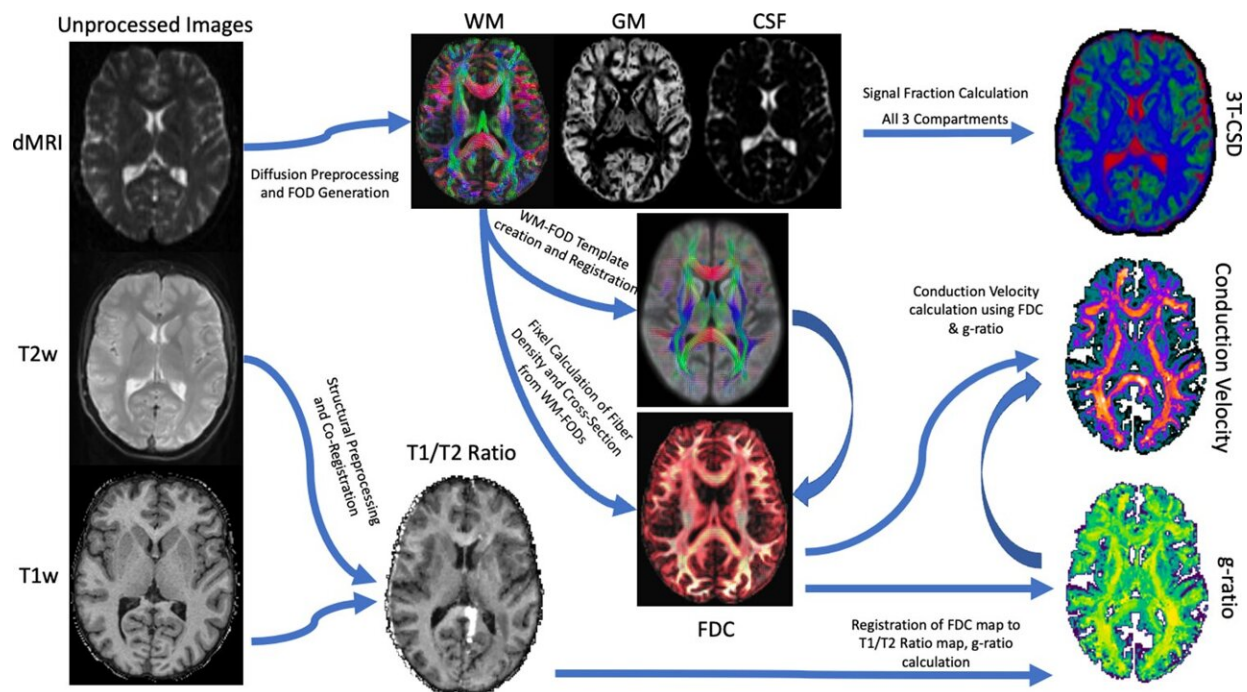 Unprocessed Images
WM
GM
CSF
dMRI
Diffusion Preprocessing
and FOD Generation
Signal Fraction Calculation
All 3 Compartments
3T-CSD
WM-FOD Template
creation and Registration
Fixel Calculation of Fiber
Density and Cross-Section
from WM-FODs
Conduction Velocity
calculation using FDC
& g-ratio
Conduction Velocity
T2w
Structural Preprocessing
and Co-Registration
T1/T2 Ratio
T1w
FDC
g-ratio
Registration of FDC map to
T1/T2 Ratio map, g-ratio
calculation